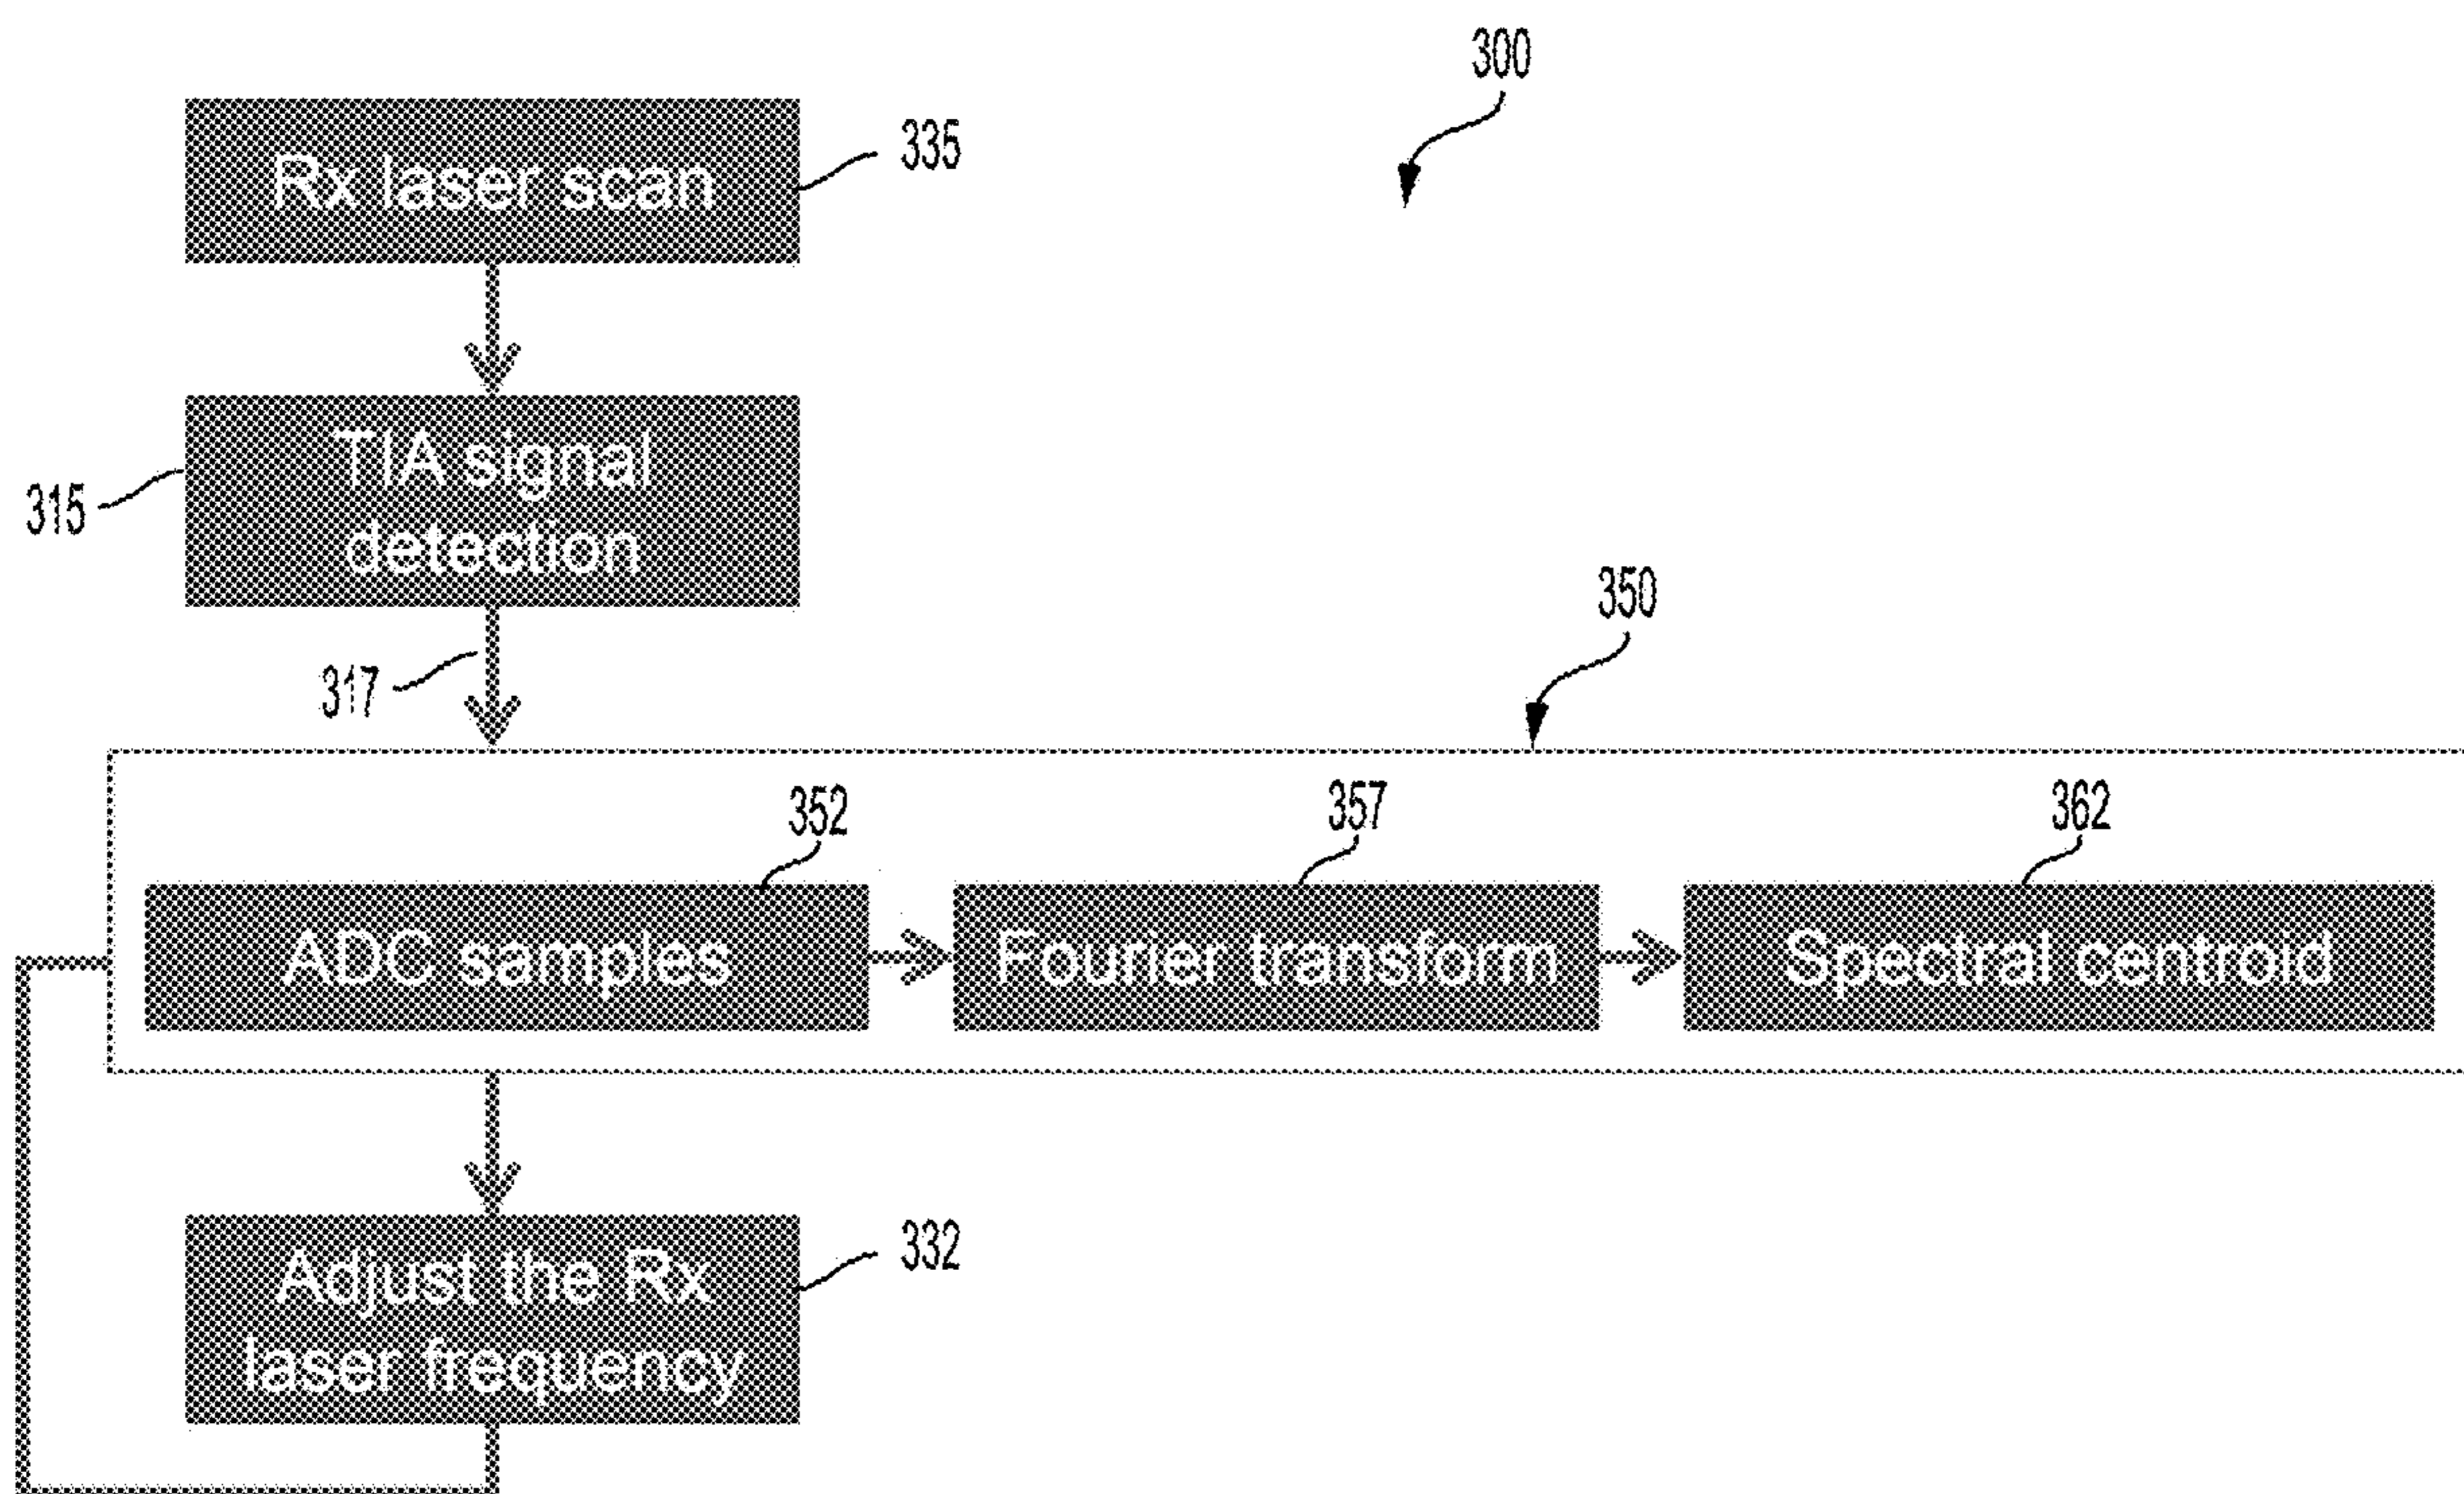 300
Rx laser scan
335
TIA signal
detection
315
317
350
352
357
362
ADC samples
Fourier transform
Spectral centroid
Adjust the Rx
laser frequency
332